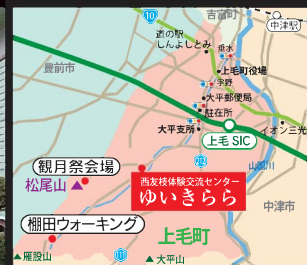 吉富町
10
中津駅
道の駅
しんよしとみ
垂水
豊前市
上毛町役場
宇野
大平郵便局
駐在所
大平支所
上毛 SIC
イオン三光
観月祭会場
松尾山
西友枝体験交流センター
ゆいきらら
山国川
中津市
棚田ウォーキング
上毛町
雁股山
大平山